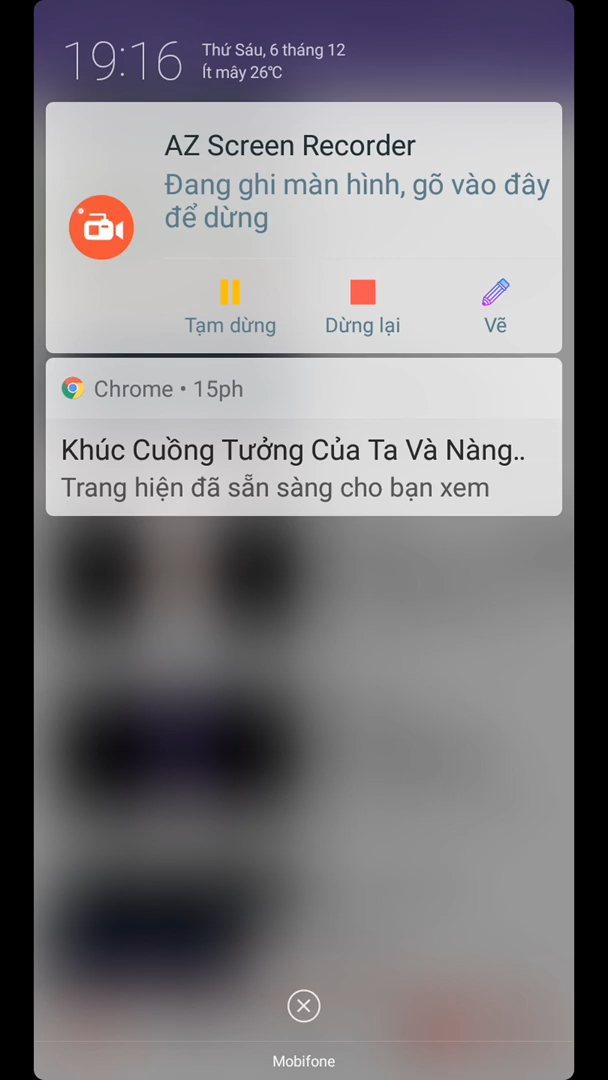 19:16
Thứ Sáu, 6 tháng 12
Ít mây 26℃
AZ Screen Recorder
Đang ghi màn hình, gõ vào đây
để dừng
Tạm dừng
Dừng lại
Vẽ
Chrome • 15ph
Khúc Cuồng Tưởng Của Ta Và Nàng..
Trang hiện đã sẵn sàng cho bạn xem
Mobifone